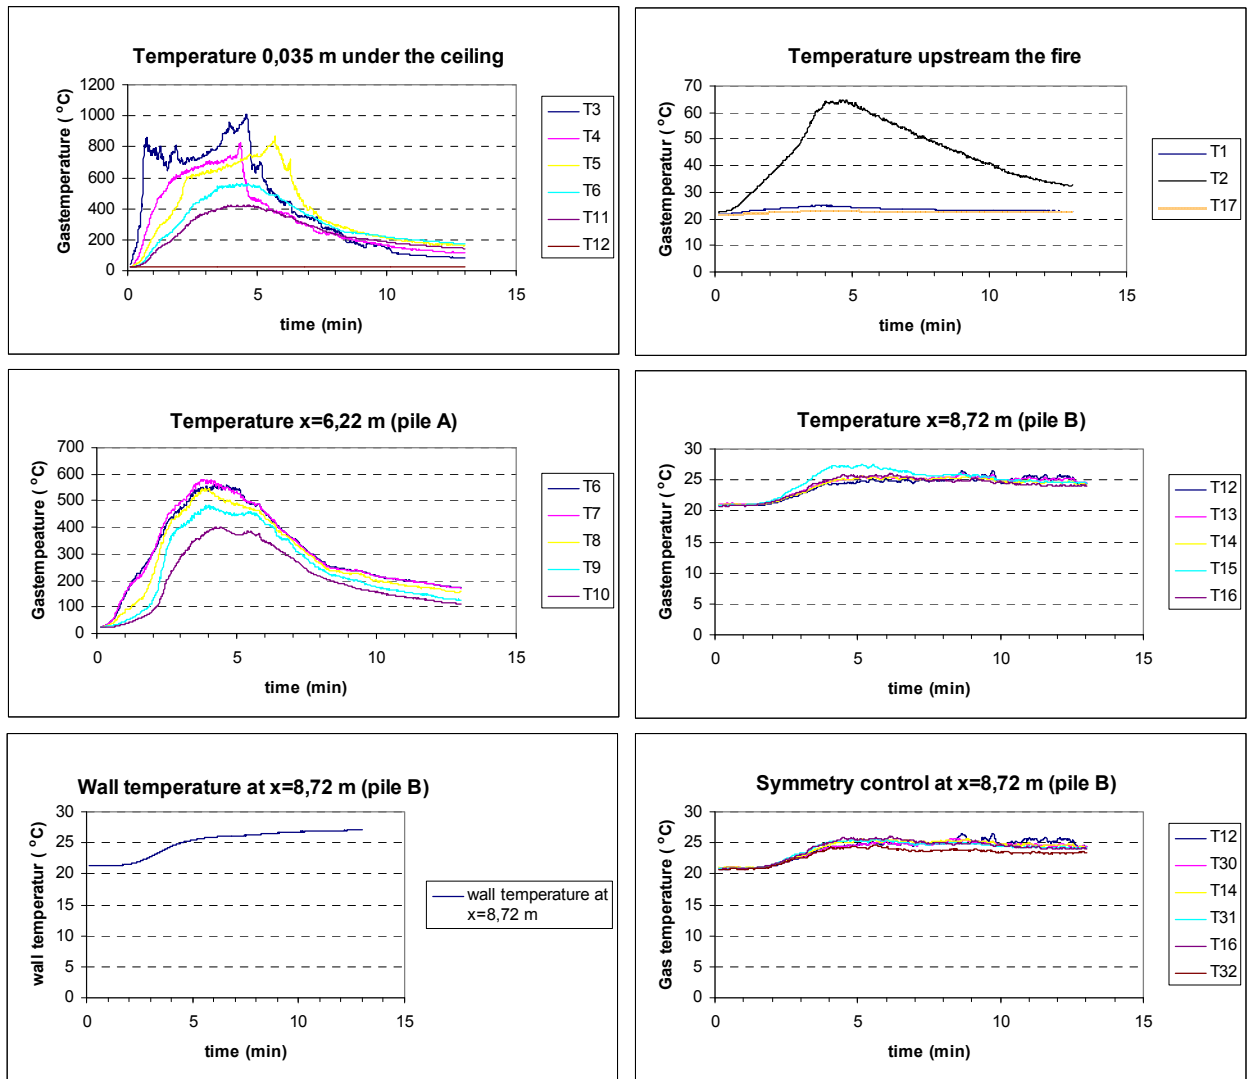 Temperature 0,035 m under the ceiling
Gastemperature ( °C)
1200
1000
800
600
400
200
0
0 5 10 15
time (min)
T3
T4
T5
T6
T11
T12
Temperature upstream the fire
Gastemperatur ( °C)
70
60
50
40
30
20
10
0
0 5 10 15
time (min)
T1
T2
T17
Temperature x=6,22 m (pile A)
Gastempeature ( °C)
700
600
500
400
300
200
100
0
0 5 10 15
time (min)
T6
T7
T8
T9
T10
Temperature x=8,72 m (pile B)
Gastemperatur ( °C)
30
25
20
15
10
5
0
0 5 10 15
time (min)
T12
T13
T14
T15
T16
Wall temperature at x=8,72 m (pile B)
wall temperature ( °C)
30
25
20
15
10
5
0
0 5 10 15
time (min)
wall temperature at
x=8,72 m
Symmetry control at x=8,72 m (pile B)
Gas temperature ( °C)
30
25
20
15
10
5
0
0 5 10 15
time (min)
T12
T30
T14
T31
T16
T32